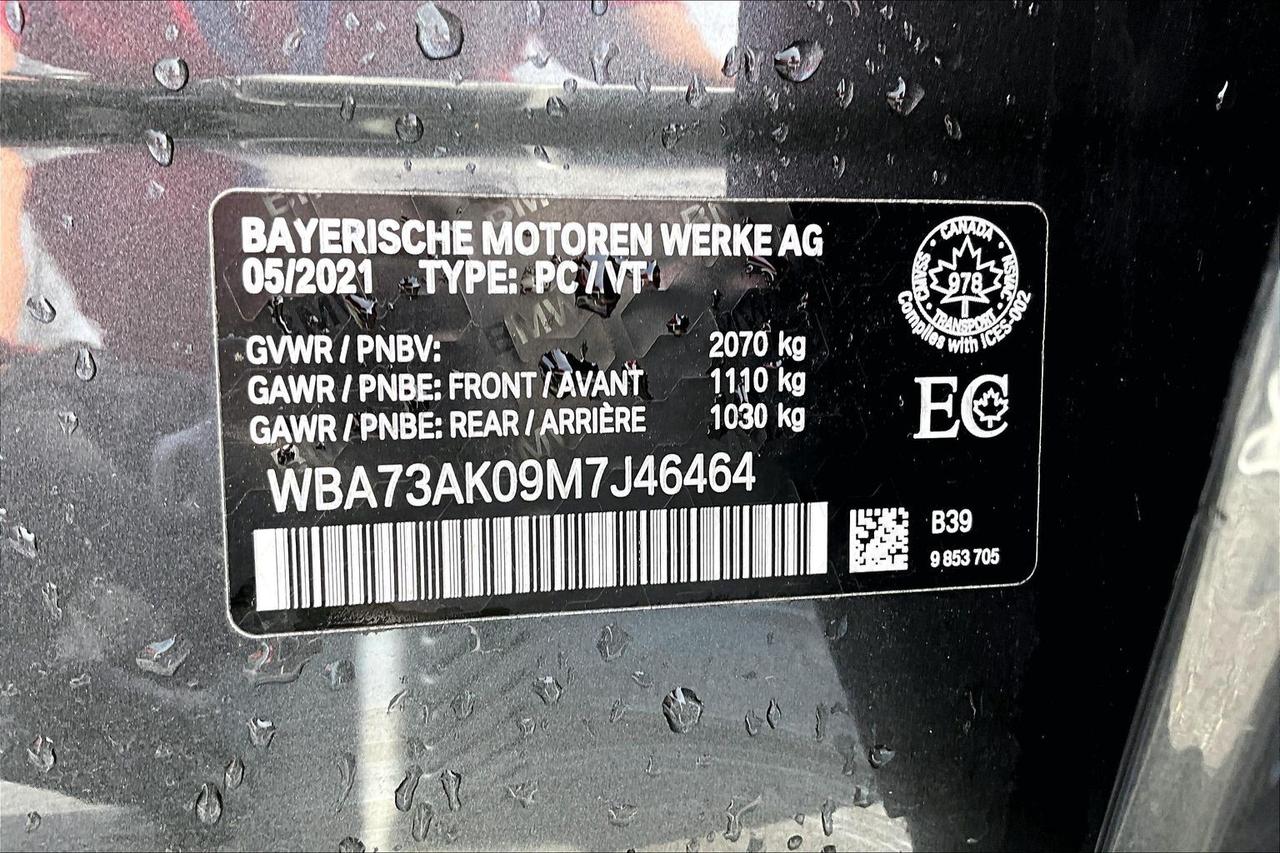 BAYERISCHE MOTOREN WERKE AG
05/2021 TYPE: PC / VT
GVWR / PNBV: 2070 kg
GAWR / PNBE: FRONT / AVANT 1110 kg
GAWR / PNBE: REAR / ARRIÈRE 1030 kg
WBA73AK09M7J46464
CANADA
978
TRANSPORT
NSVAC
CMVSS
Complies with ICES-002
EC
B39
9 853 705